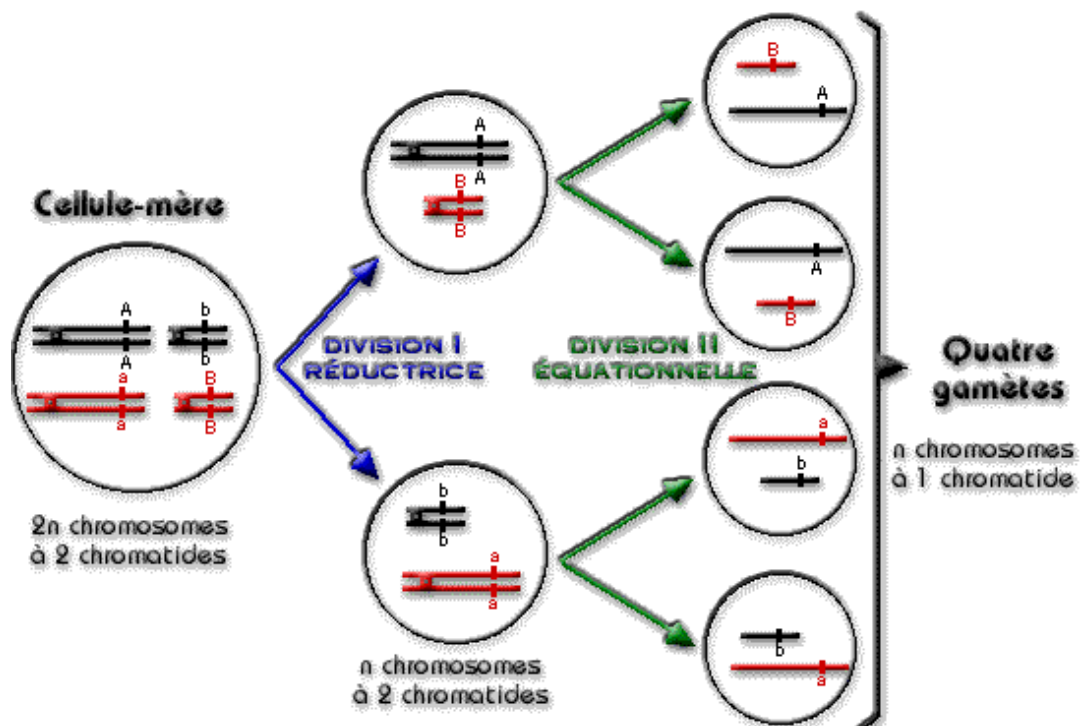 Cellule-mère
A
b
A
b
a
B
a
B
2n chromosomes
à 2 chromatides
DIVISION I
RÉDUCTRICE
A
A
B
B
b
b
a
a
n chromosomes
à 2 chromatides
DIVISION II
ÉQUATIONNELLE
B
A
A
B
a
b
b
a
Quatre
gamètes
n chromosomes
à 1 chromatide